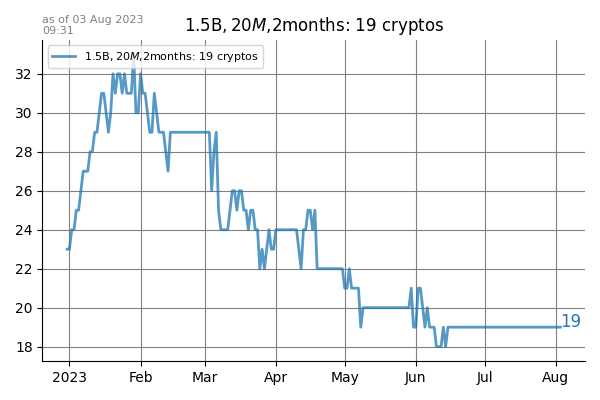 as of 03 Aug 2023
09:31
1.5B, 20M,2months: 19 cryptos
1.5B, 20M,2months: 19 cryptos
32
30
28
26
24
22
20
18
19
2023 Feb Mar Apr May Jun Jul Aug